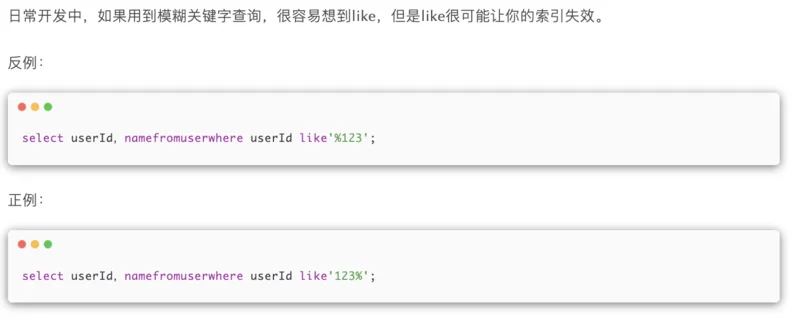 日常开发中，如果用到模糊关键字查询，很容易想到like，但是like很可能让你的索引失效。
反例：
select userId，namefromuserwhere userId like'%123';
正例：
select userId，namefromuserwhere userId like'123%';